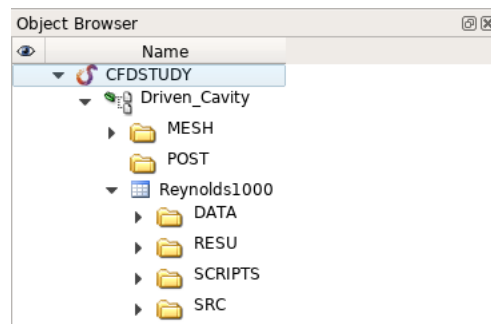 Object Browser
Name
CFDSTUDY
Driven_Cavity
MESH
POST
Reynolds1000
DATA
RESU
SCRIPTS
SRC